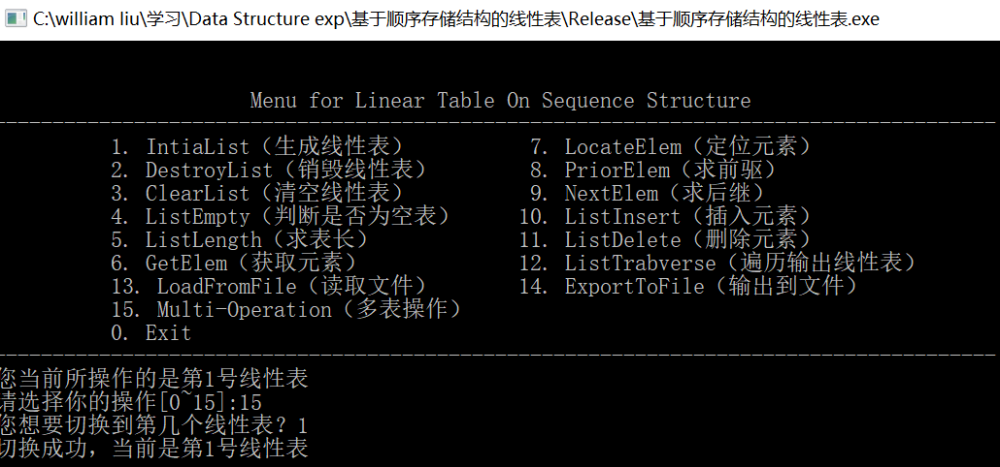 C:\william liu\学习\Data Structure exp\基于顺序存储结构的线性表\Release\基于顺序存储结构的线性表.exe
Menu for Linear Table On Sequence Structure
1. IntiaList（生成线性表） 7. LocateElem（定位元素）
2. DestroyList（销毁线性表） 8. PriorElem（求前驱）
3. ClearList（清空线性表） 9. NextElem（求后继）
4. ListEmpty（判断是否为空表） 10. ListInsert（插入元素）
5. ListLength（求表长） 11. ListDelete（删除元素）
6. GetElem（获取元素） 12. ListTrabverse（遍历输出线性表）
13. LoadFromFile（读取文件） 14. ExportToFile（输出到文件）
15. Multi-Operation（多表操作）
0. Exit
您当前所操作的是第1号线性表
请选择你的操作[0~15]:15
您想要切换到第几个线性表？1
切换成功，当前是第1号线性表